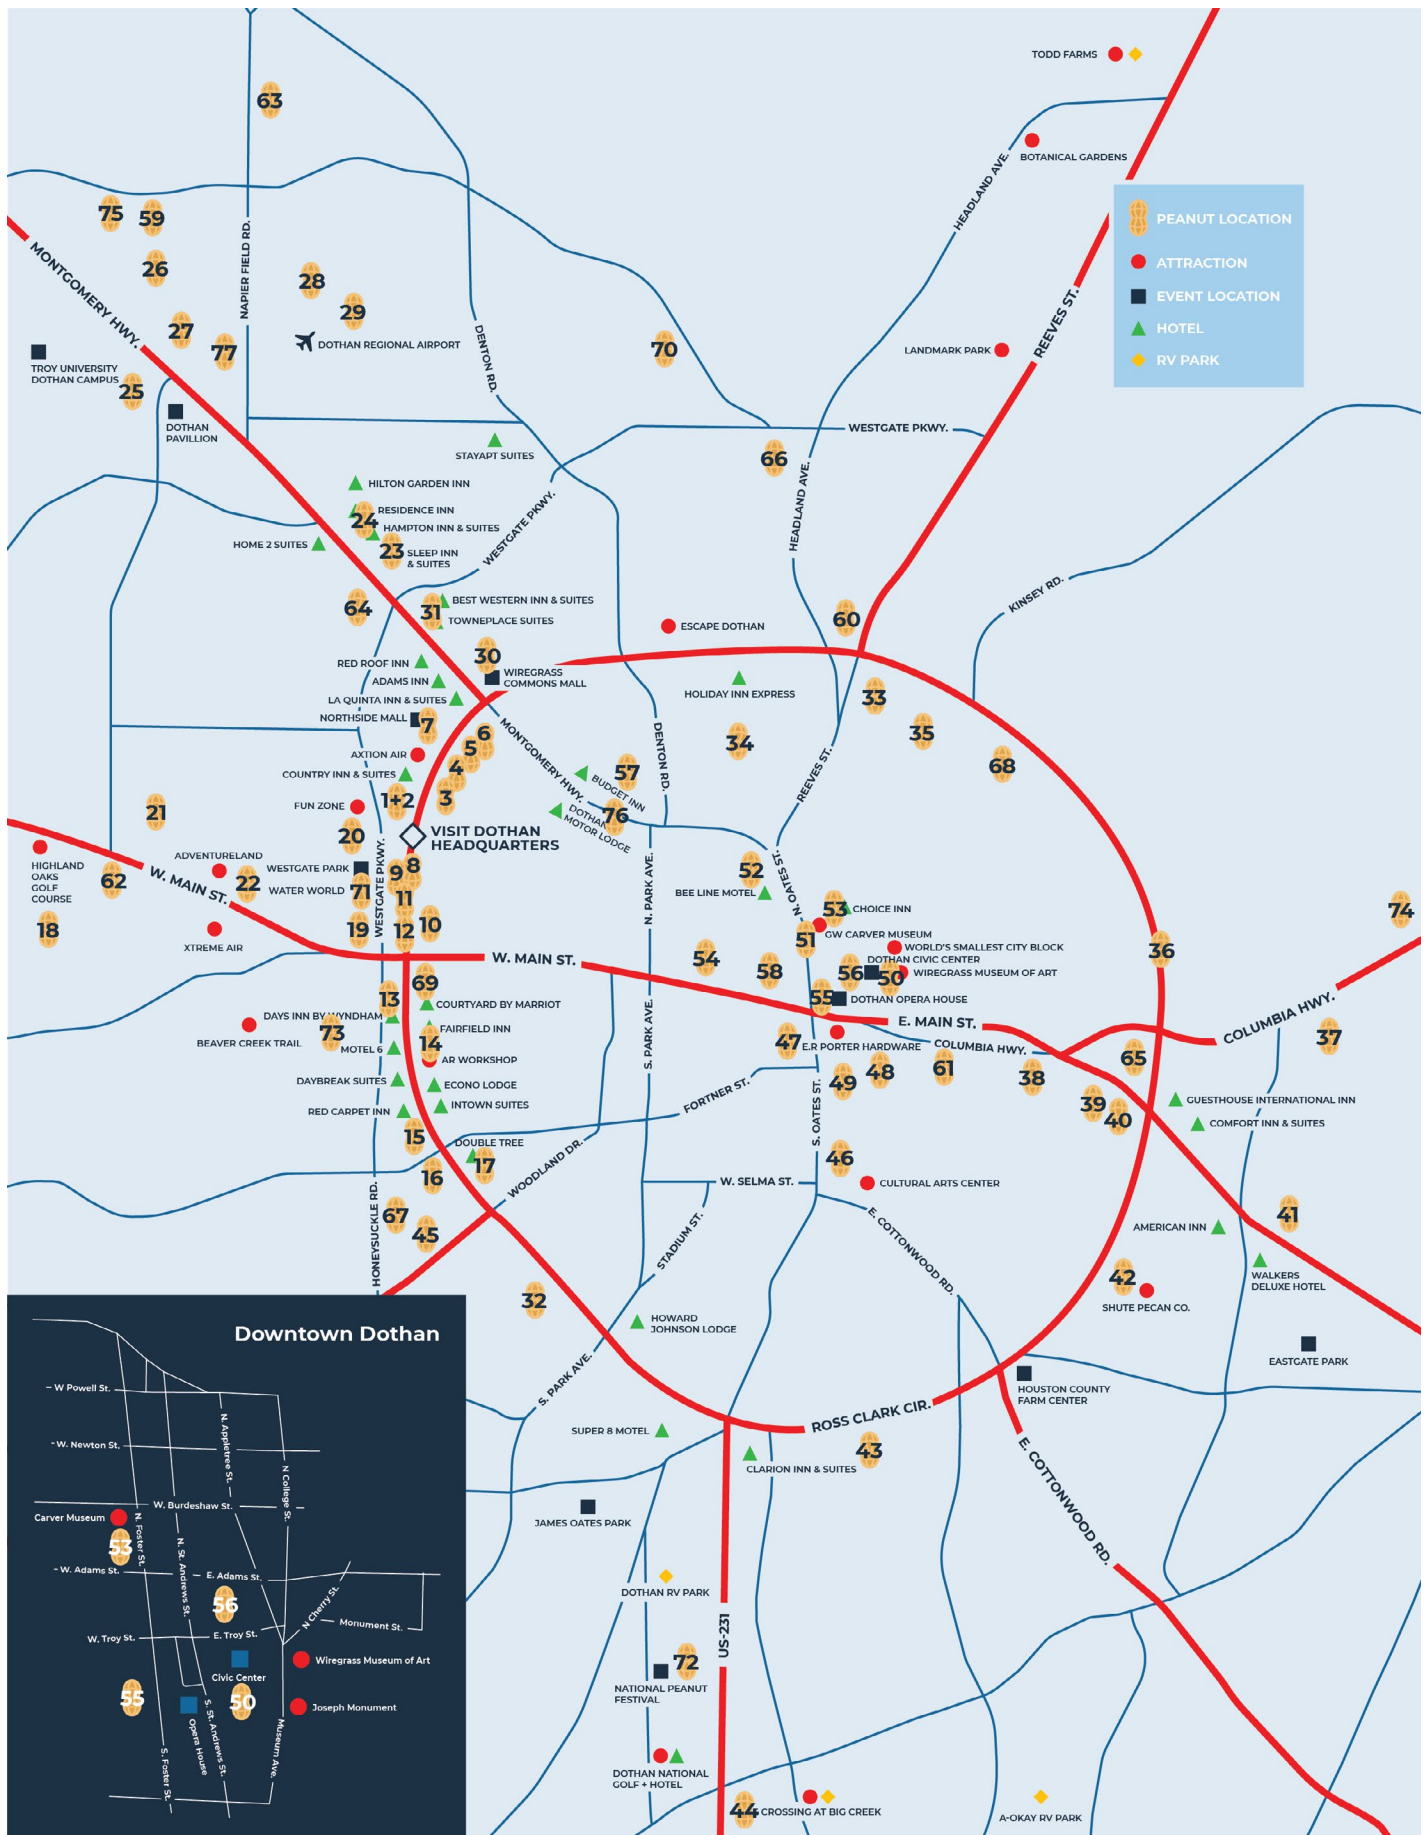 TODD FARMS
63
BOTANICAL GARDENS
HEADLAND AVE.
75
59
PEANUT LOCATION
ATTRACTION
EVENT LOCATION
HOTEL
RV PARK
MONTGOMERY HWY.
NAPIER FIELD RD.
26
28
29
27
77
DOTHAN REGIONAL AIRPORT
DENTON RD.
70
LANDMARK PARK
REEVES ST.
TROY UNIVERSITY
DOTHAN CAMPUS
25
DOTHAN
PAVILLION
STAYAPT SUITES
WESTGATE PKWY.
66
HEADLAND AVE.
HILTON GARDEN INN
RESIDENCE INN
24
HAMPTON INN & SUITES
HOME 2 SUITES
23
SLEEP INN
& SUITES
WESTGATE PKWY.
KINSEY RD.
64
31
BEST WESTERN INN & SUITES
TOWNEPLACE SUITES
60
ESCAPE DOTHAN
30
RED ROOF INN
WIREGRASS
COMMONS MALL
ADAMS INN
LA QUINTA INN & SUITES
HOLIDAY INN EXPRESS
33
NORTHSIDE MALL
7
6
5
4
3
MONTGOMERY HWY.
DENTON RD.
34
35
68
AXTION AIR
COUNTRY INN & SUITES
57
BUDGET INN
REEVES ST.
1+2
FUN ZONE
21
20
DOTHAN
MOTOR LODGE
76
VISIT DOTHAN
HEADQUARTERS
HIGHLAND
OAKS
GOLF
COURSE
62
W. MAIN ST.
ADVENTURELAND
22
WESTGATE PARK
WATER WORLD
71
WESTGATE PKWY.
9
8
11
N. PARK AVE.
52
BEE LINE MOTEL
N. OATES ST.
53
CHOICE INN
74
18
XTREME AIR
19
12
10
GW CARVER MUSEUM
51
WORLD'S SMALLEST CITY BLOCK
DOTHAN CIVIC CENTER
36
W. MAIN ST.
54
58
56
50
WIREGRASS MUSEUM OF ART
69
13
COURTYARD BY MARRIOT
S. PARK AVE.
55
DOTHAN OPERA HOUSE
COLUMBIA HWY.
DAYS INN BY WYNDHAM
E. MAIN ST.
BEAVER CREEK TRAIL
73
FAIRFIELD INN
14
MOTEL 6
AR WORKSHOP
47
E.R PORTER HARDWARE
COLUMBIA HWY.
37
65
DAYBREAK SUITES
ECONO LODGE
49
48
61
38
FORTNER ST.
RED CARPET INN
INTOWN SUITES
S. OATES ST.
39
40
GUESTHOUSE INTERNATIONAL INN
COMFORT INN & SUITES
15
DOUBLE TREE
17
16
WOODLAND DR.
46
W. SELMA ST.
CULTURAL ARTS CENTER
HONEYSUCKLE RD.
67
45
STADIUM ST.
E. COTTONWOOD RD.
AMERICAN INN
41
WALKERS
DELUXE HOTEL
42
SHUTE PECAN CO.
32
HOWARD
JOHNSON LODGE
EASTGATE PARK
S. PARK AVE.
HOUSTON COUNTY
FARM CENTER
ROSS CLARK CIR.
SUPER 8 MOTEL
CLARION INN & SUITES
43
E. COTTONWOOD RD.
JAMES OATES PARK
DOTHAN RV PARK
US-231
72
NATIONAL PEANUT
FESTIVAL
DOTHAN NATIONAL
GOLF + HOTEL
44
CROSSING AT BIG CREEK
A-OKAY RV PARK
Downtown Dothan
W Powell St.
N. Appletree St.
W. Newton St.
N College St.
W. Burdeshaw St.
Carver Museum
53
N. Foster St.
N. St. Andrews St.
W. Adams St.
E. Adams St.
56
N Cherry St.
Monument St.
W. Troy St.
E. Troy St.
Civic Center
Wiregrass Museum of Art
55
50
Joseph Monument
Opera House
S. St. Andrews St.
S. Foster St.
Museum Ave.